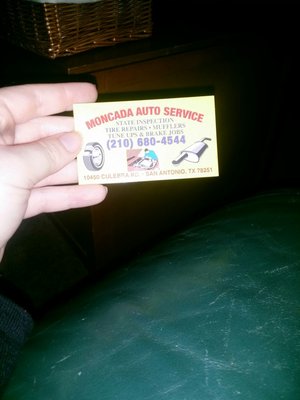 MONCADA AUTO SERVICE
STATE INSPECTION
TIRE REPAIRS • MUFFLERS
TUNE UPS & BRAKE JOBS
(210) 680-4544
10450 CULEBRA RD. • SAN ANTONIO, TX 78251